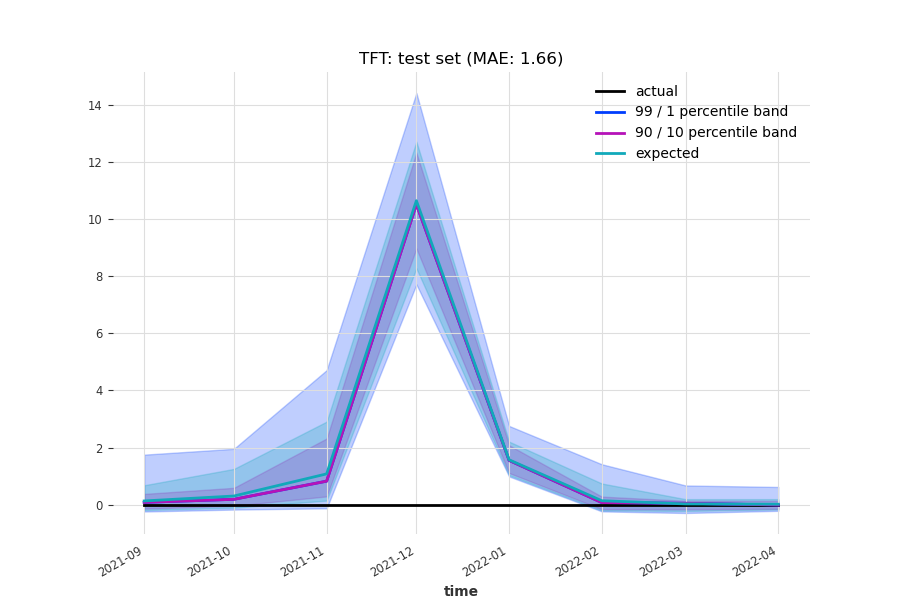 TFT: test set (MAE: 1.66)
actual
99 / 1 percentile band
90 / 10 percentile band
expected
14
12
10
8
6
4
2
0
2021-09
2021-10
2021-11
2021-12
2022-01
2022-02
2022-03
2022-04
time